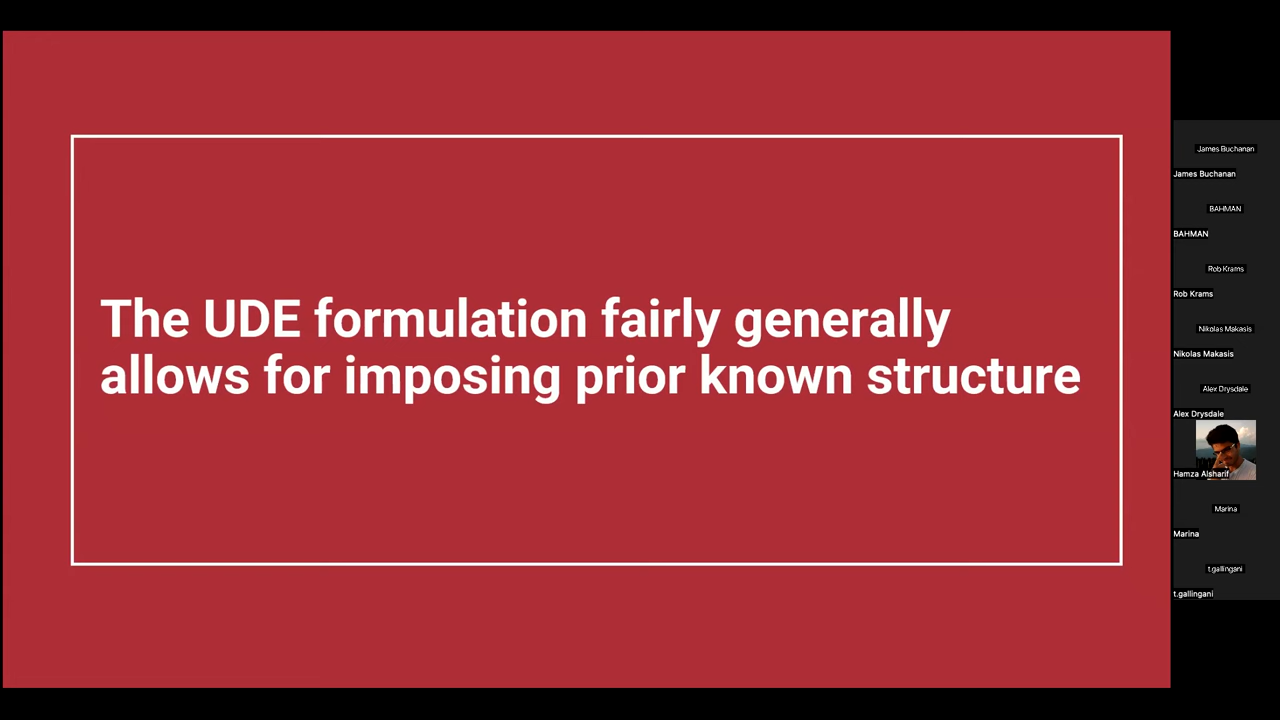 The UDE formulation fairly generally
allows for imposing prior known structure
James Buchanan
James Buchanan
BAHMAN
BAHMAN
Rob Krams
Rob Krams
Nikolas Makasis
Nikolas Makasis
Alex Drysdale
Alex Drysdale
Hamza Alsharif
Marina
Marina
t.gallingani
t.gallingani